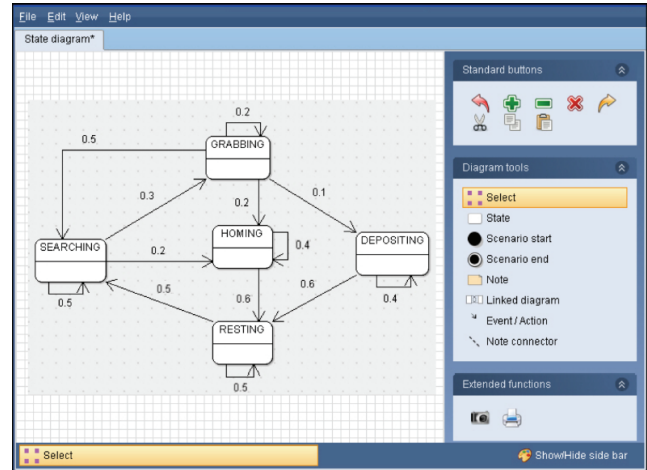 File Edit View Help
State diagram*
Standard buttons
0.2
0.5
GRABBING
Diagram tools
0.3
0.2
0.1
Select
State
HOMING
SEARCHING
DEPOSITING
0.4
Scenario start
0.2
Scenario end
Note
0.5
0.6
0.5
0.6
0.4
Linked diagram
Event / Action
RESTING
Note connector
0.5
Extended functions
Select
Show/Hide side bar